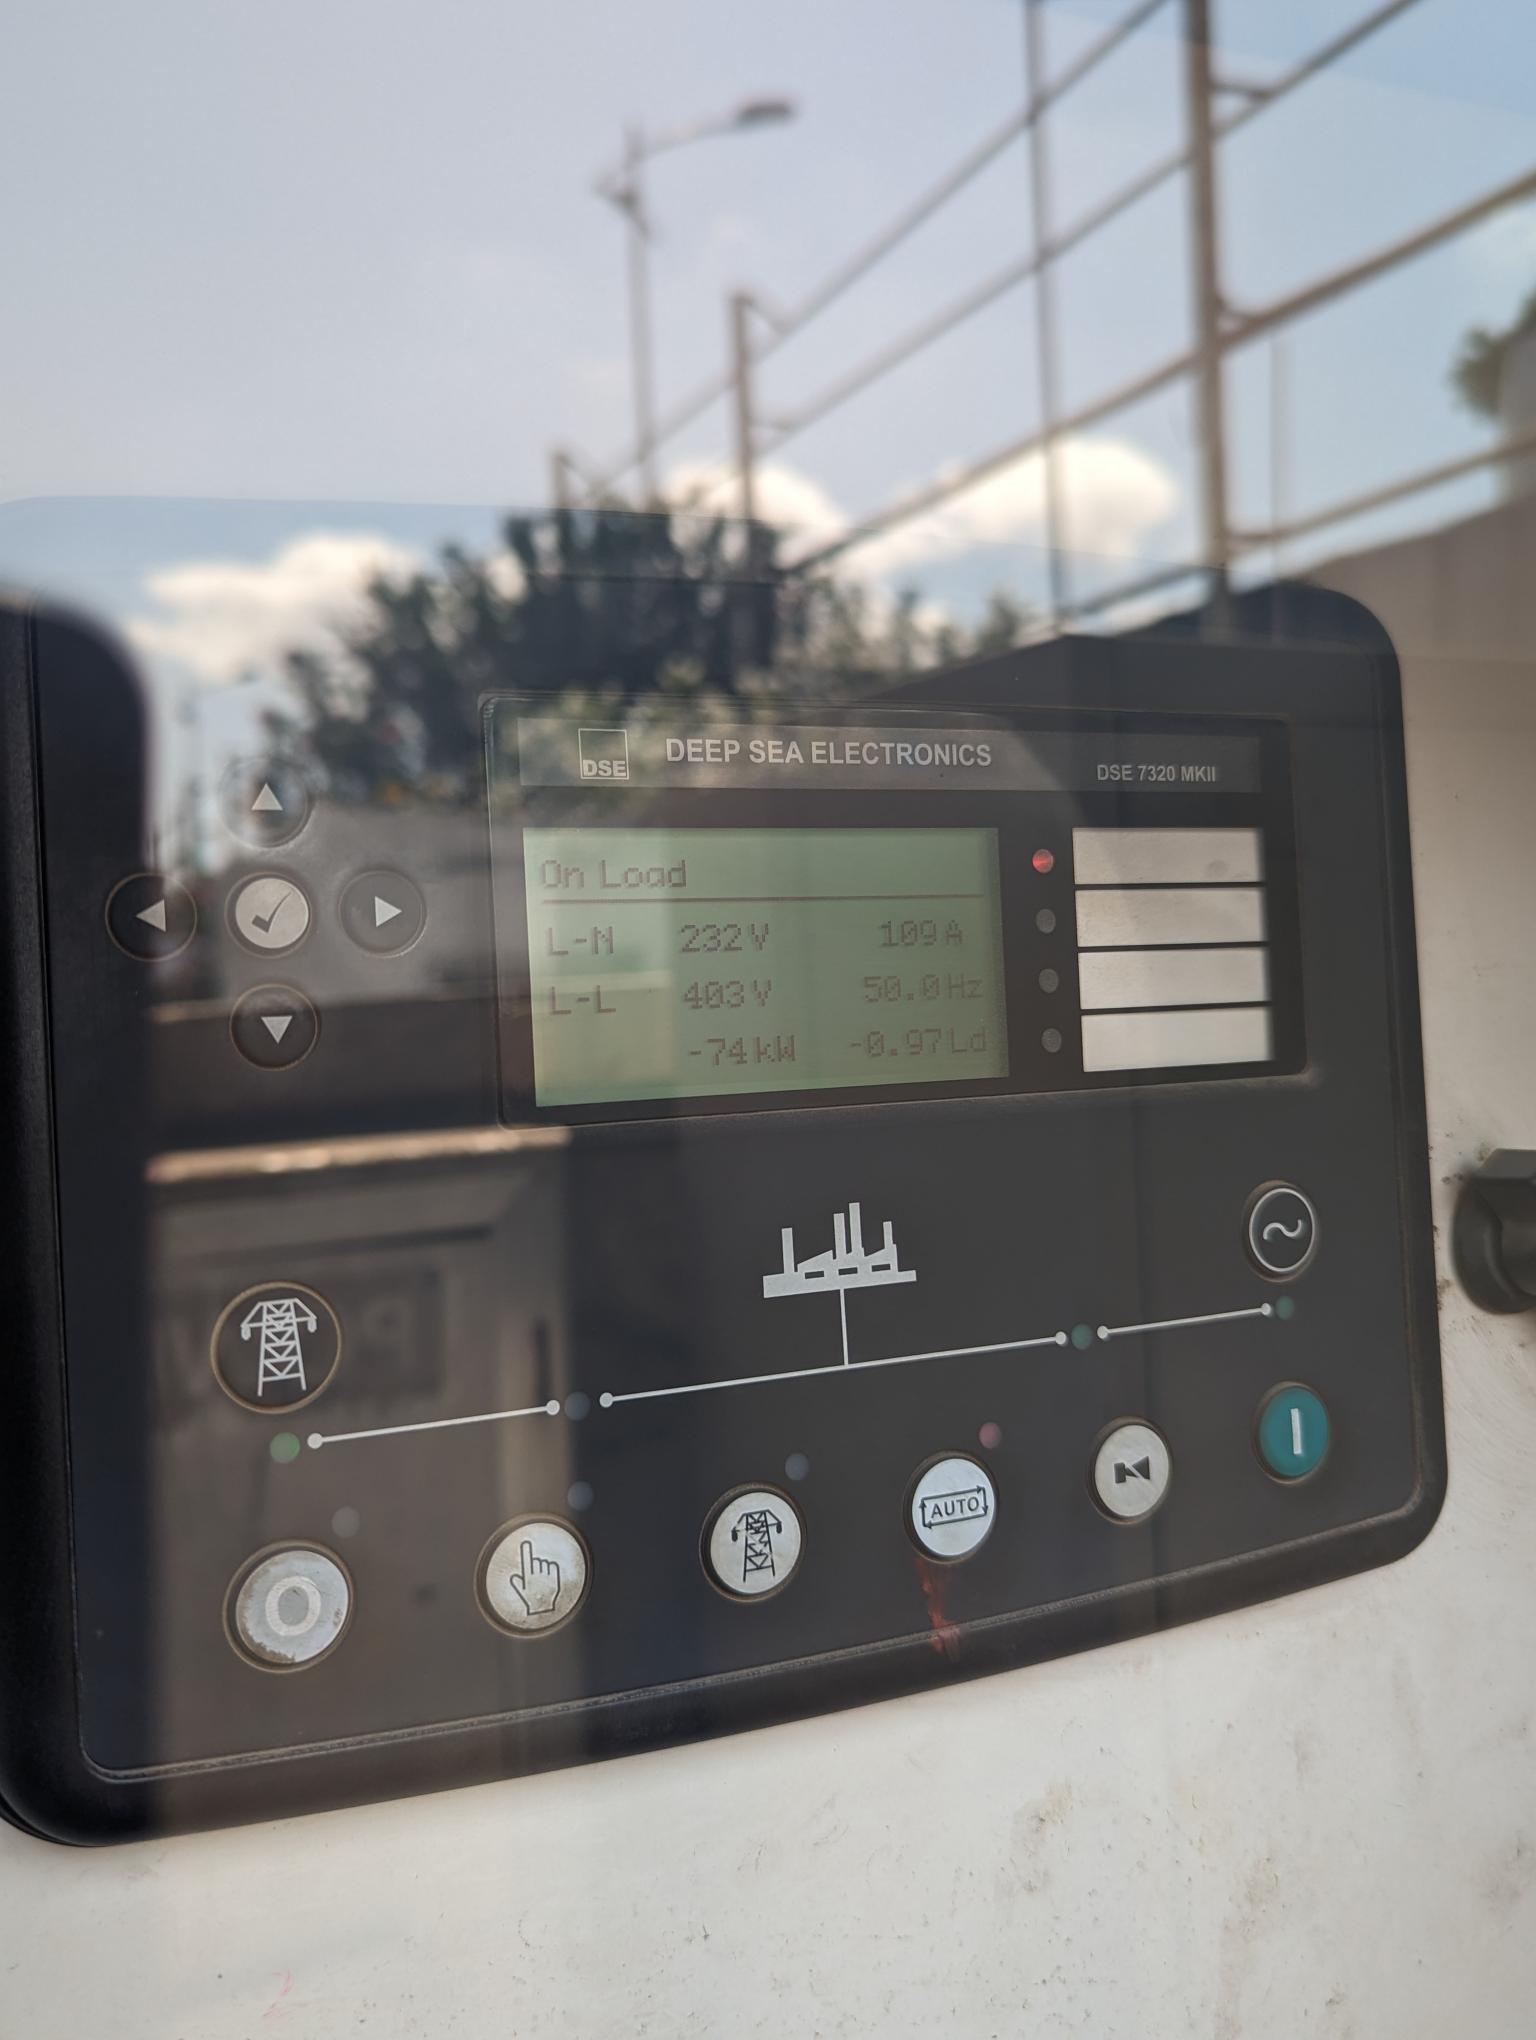 DSE
DEEP SEA ELECTRONICS
DSE 7320 MKII
On Load
L-N 232V 109A
L-L 403V 50.0Hz
-74kW -0.97Ld
AUTO